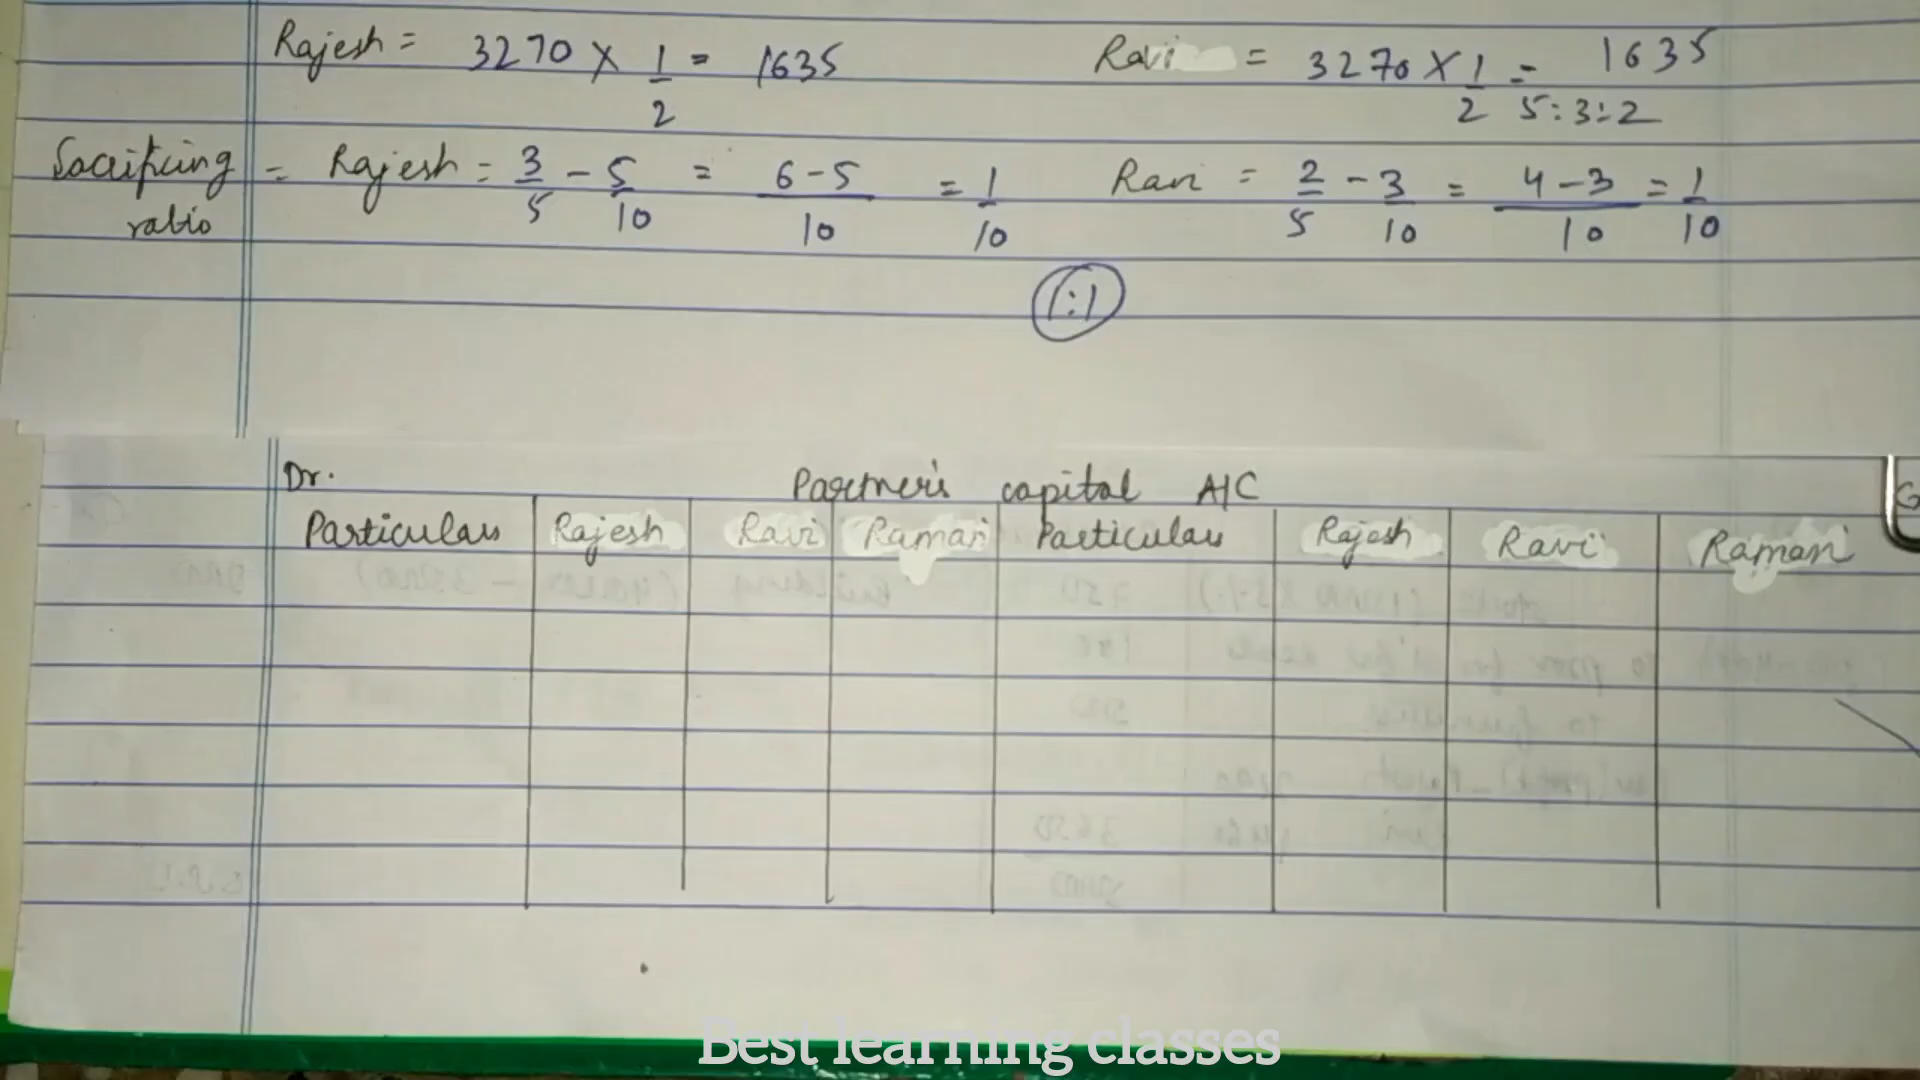 Rajesh = 3270 × 1/2 = 1635 Ravi = 3270 × 1/2 = 1635
5:3:2
Sacrificing ratio = Rajesh = 3/5 - 5/10 = 6-5/10 = 1/10 Ravi = 2/5 - 3/10 = 4-3/10 = 1/10
1:1
Dr. Partner's capital A/C
Particulars Rajesh Ravi Raman Particulars Rajesh Ravi Raman
Best learning classes